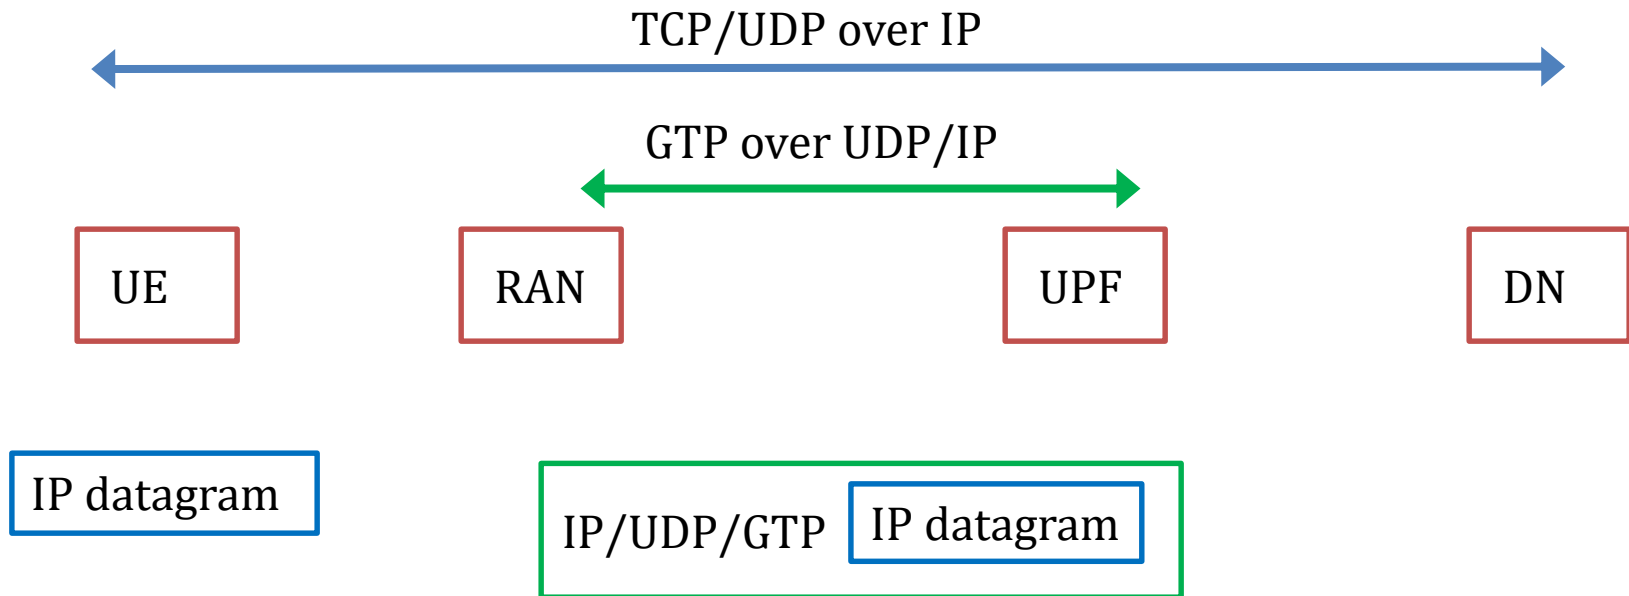 TCP/UDP over IP
GTP over UDP/IP
UE
RAN
UPF
DN
IP datagram
IP/UDP/GTP
IP datagram